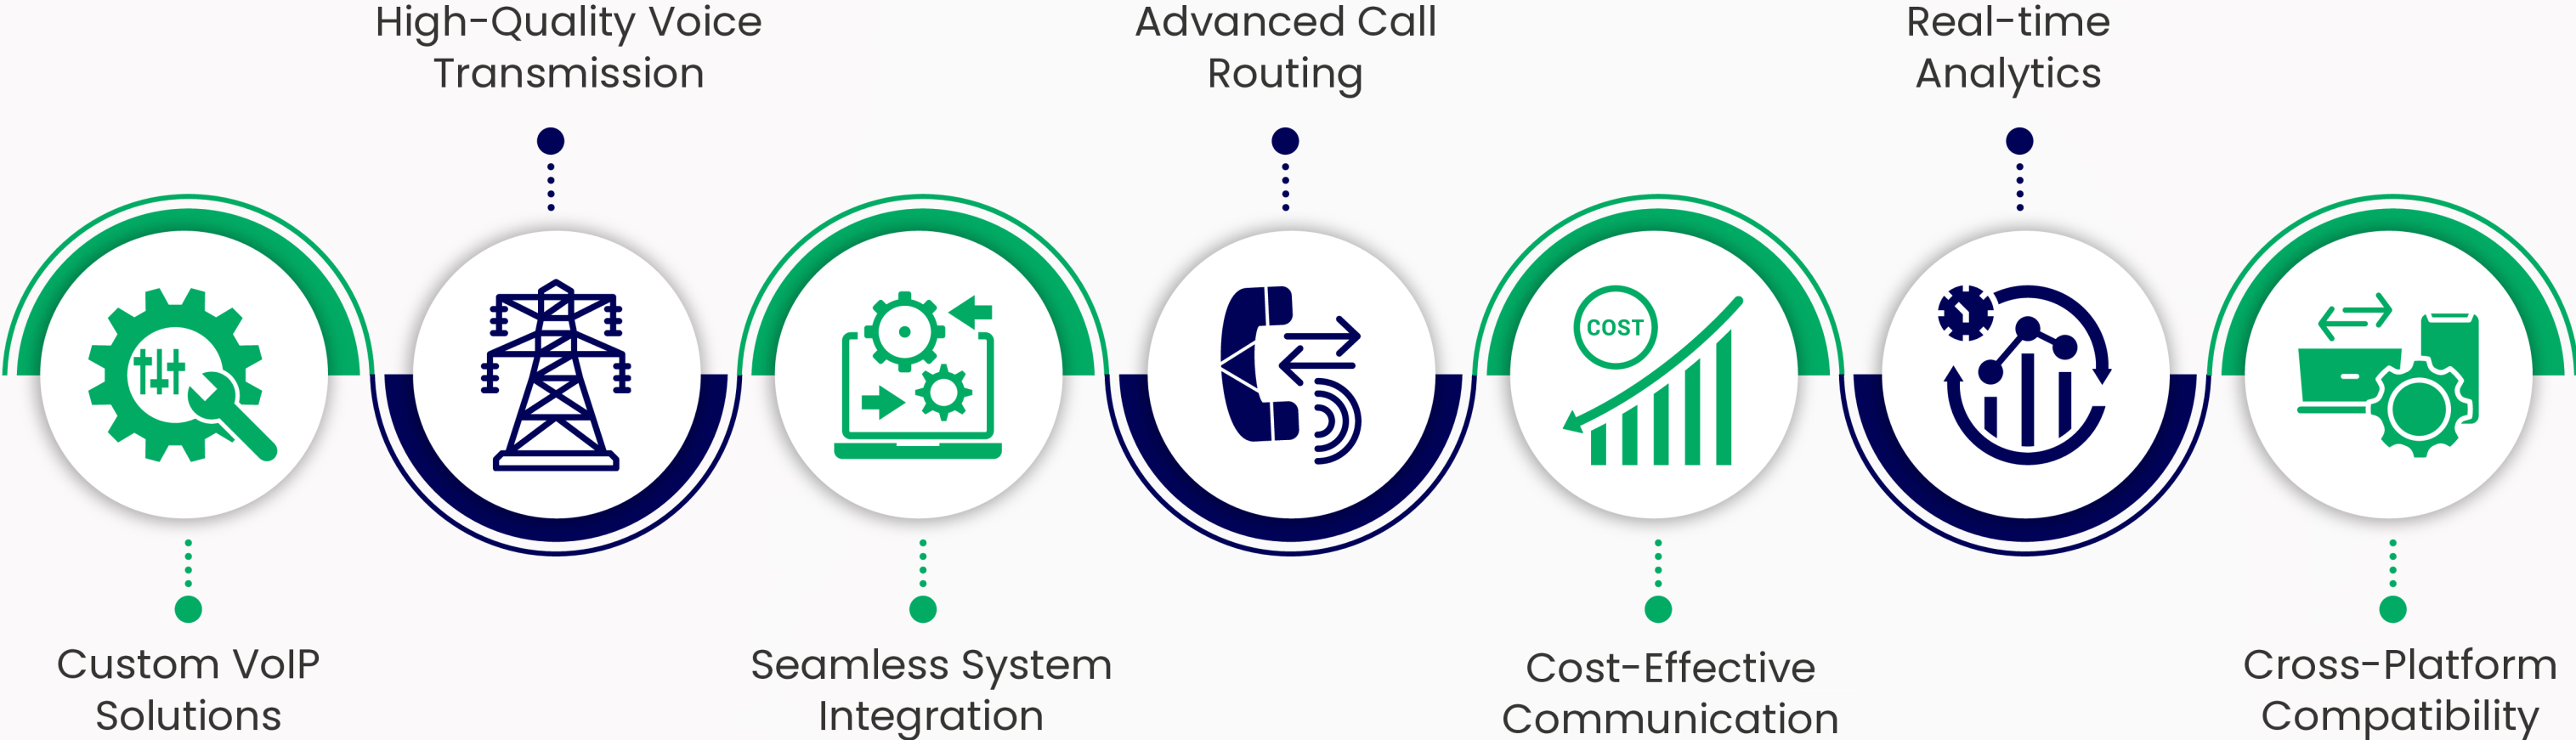 High-Quality Voice
Transmission
Advanced Call
Routing
Real-time
Analytics
COST
Custom VoIP
Solutions
Seamless System
Integration
Cost-Effective
Communication
Cross-Platform
Compatibility